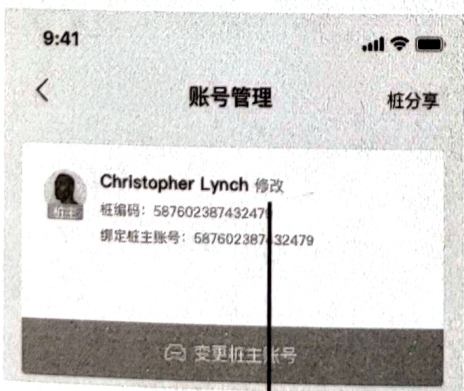 9:41
账号管理
桩分享
Christopher Lynch 修改
桩主
桩编码：587602387432479
绑定桩主账号：587602387432479
变更桩主账号